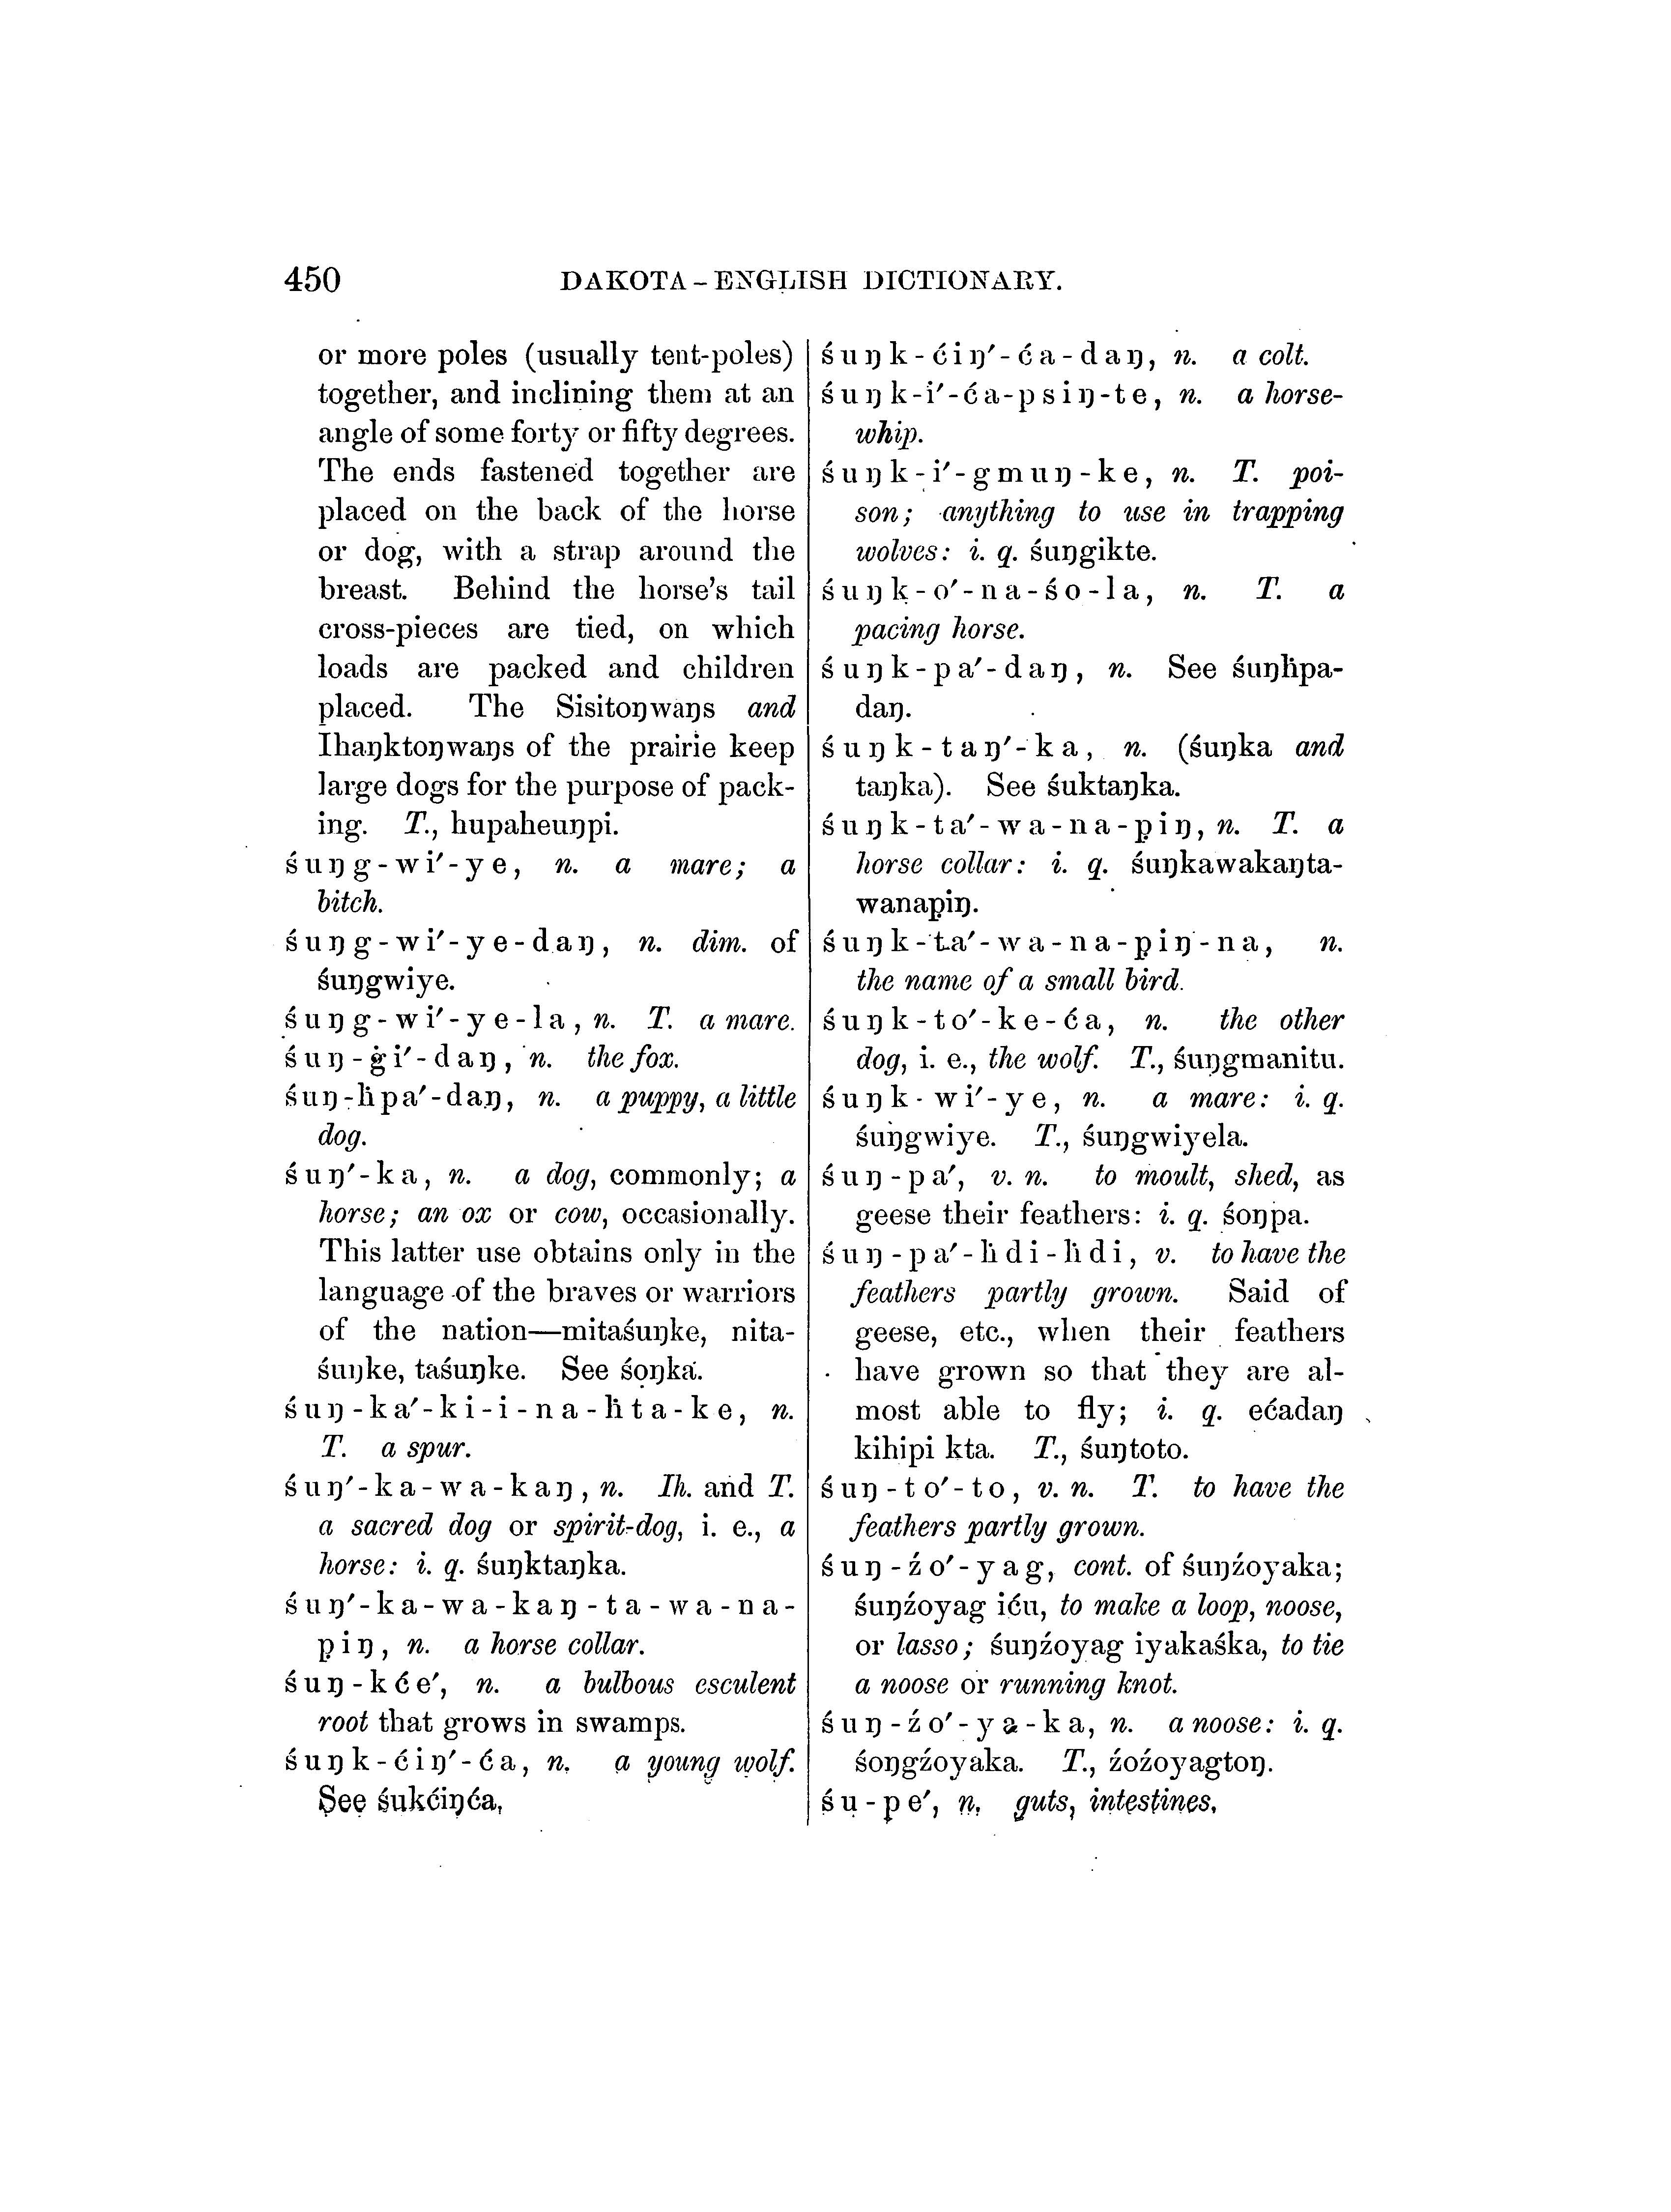 450 DAKOTA - ENGLISH DICTIONARY.
or more poles (usually tent-poles)
together, and inclining them at an
angle of some forty or fifty degrees.
The ends fastened together are
placed on the back of the horse
or dog, with a strap around the
breast. Behind the horse's tail
cross-pieces are tied, on which
loads are packed and children
placed. The Sisitoŋwaŋs and
Ihaŋktoŋwaŋs of the prairie keep
large dogs for the purpose of pack-
ing. T., hupaheuŋpi.
śuŋg-wi′-ye, n. a mare; a
bitch.
śuŋg-wi′-ye-daŋ, n. dim. of
śuŋgwiye.
śuŋg-wi′-ye-la, n. T. a mare.
śuŋ-ġi′-daŋ, n. the fox.
śuŋ-ḣpa′-daŋ, n. a puppy, a little
dog.
śuŋ′-ka, n. a dog, commonly; a
horse; an ox or cow, occasionally.
This latter use obtains only in the
language of the braves or warriors
of the nation—mitaśuŋke, nita-
śuŋke, taśuŋke. See śoŋka.
śuŋ-ka′-ki-i-na-ḣta-ke, n.
T. a spur.
śuŋ′-ka-wa-kaŋ, n. Ih. and T.
a sacred dog or spirit-dog, i. e., a
horse: i. q. śuŋktaŋka.
śuŋ′-ka-wa-kaŋ-ta-wa-na-
p̣iŋ, n. a horse collar.
śuŋ-kće′, n. a bulbous esculent
root that grows in swamps.
śuŋk-ćiŋ′-ća, n. a young wolf.
See śukćiŋća.
śuŋk-ćiŋ′-ća-daŋ, n. a colt.
śuŋk-i′-ća-psiŋ-te, n. a horse-
whip.
śuŋk-i′-gmuŋ-ke, n. T. poi-
son; anything to use in trapping
wolves: i. q. śuŋgikte.
śuŋk-o′-na-śo-la, n. T. a
pacing horse.
śuŋk-pa′-daŋ, n. See śuŋḣpa-
daŋ.
śuŋk-taŋ′-ka, n. (śuŋka and
taŋka). See śuktaŋka.
śuŋk-ta′-wa-na-p̣iŋ, n. T. a
horse collar: i. q. śuŋkawakaŋta-
wanap̣iŋ.
śuŋk-ta′-wa-na-p̣iŋ-na, n.
the name of a small bird.
śuŋk-to′-ke-ća, n. the other
dog, i. e., the wolf. T., śuŋgmanitu.
śuŋk-wi′-ye, n. a mare: i. q.
śuŋgwiye. T., śuŋgwiyela.
śuŋ-pa′, v. n. to moult, shed, as
geese their feathers: i. q. śoŋpa.
śuŋ-pa′-ḣdi-ḣdi, v. to have the
feathers partly grown. Said of
geese, etc., when their feathers
have grown so that they are al-
most able to fly; i. q. ećadaŋ
kihipi kta. T., śuŋtoto.
śuŋ-to′-to, v. n. T. to have the
feathers partly grown.
śuŋ-źo′-yag, cont. of śuŋźoyaka;
śuŋźoyag iću, to make a loop, noose,
or lasso; śuŋźoyag iyakaśka, to tie
a noose or running knot.
śuŋ-źo′-ya-ka, n. a noose: i. q.
śoŋgźoyaka. T., źoźoyagtoŋ.
śu-pe′, n. guts, intestines.